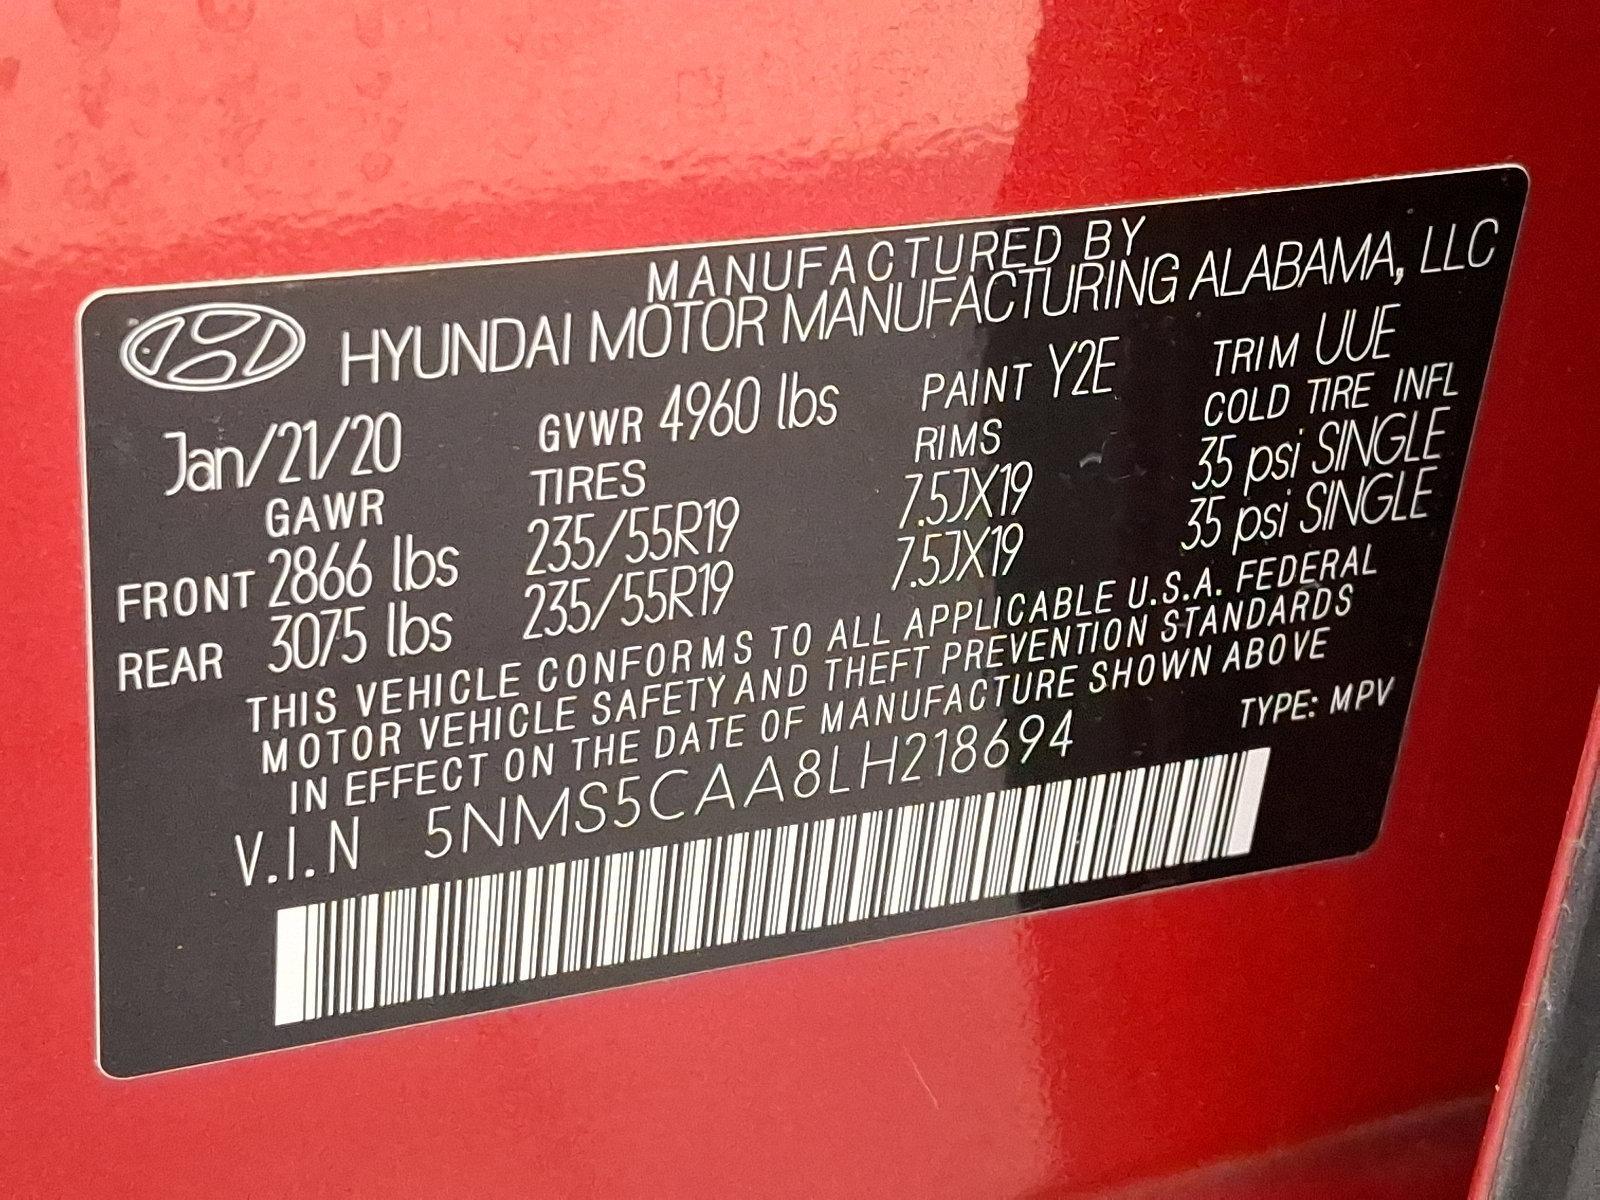 MANUFACTURED BY
HYUNDAI MOTOR MANUFACTURING ALABAMA, LLC
Jan/21/20 GVWR 4960 lbs PAINT Y2E TRIM UUE
GAWR TIRES RIMS COLD TIRE INFL
FRONT 2866 lbs 235/55R19 7.5JX19 35 psi SINGLE
REAR 3075 lbs 235/55R19 7.5JX19 35 psi SINGLE
THIS VEHICLE CONFORMS TO ALL APPLICABLE U.S.A. FEDERAL
MOTOR VEHICLE SAFETY AND THEFT PREVENTION STANDARDS
IN EFFECT ON THE DATE OF MANUFACTURE SHOWN ABOVE
V.I.N 5NMS5CAA8LH218694 TYPE: MPV